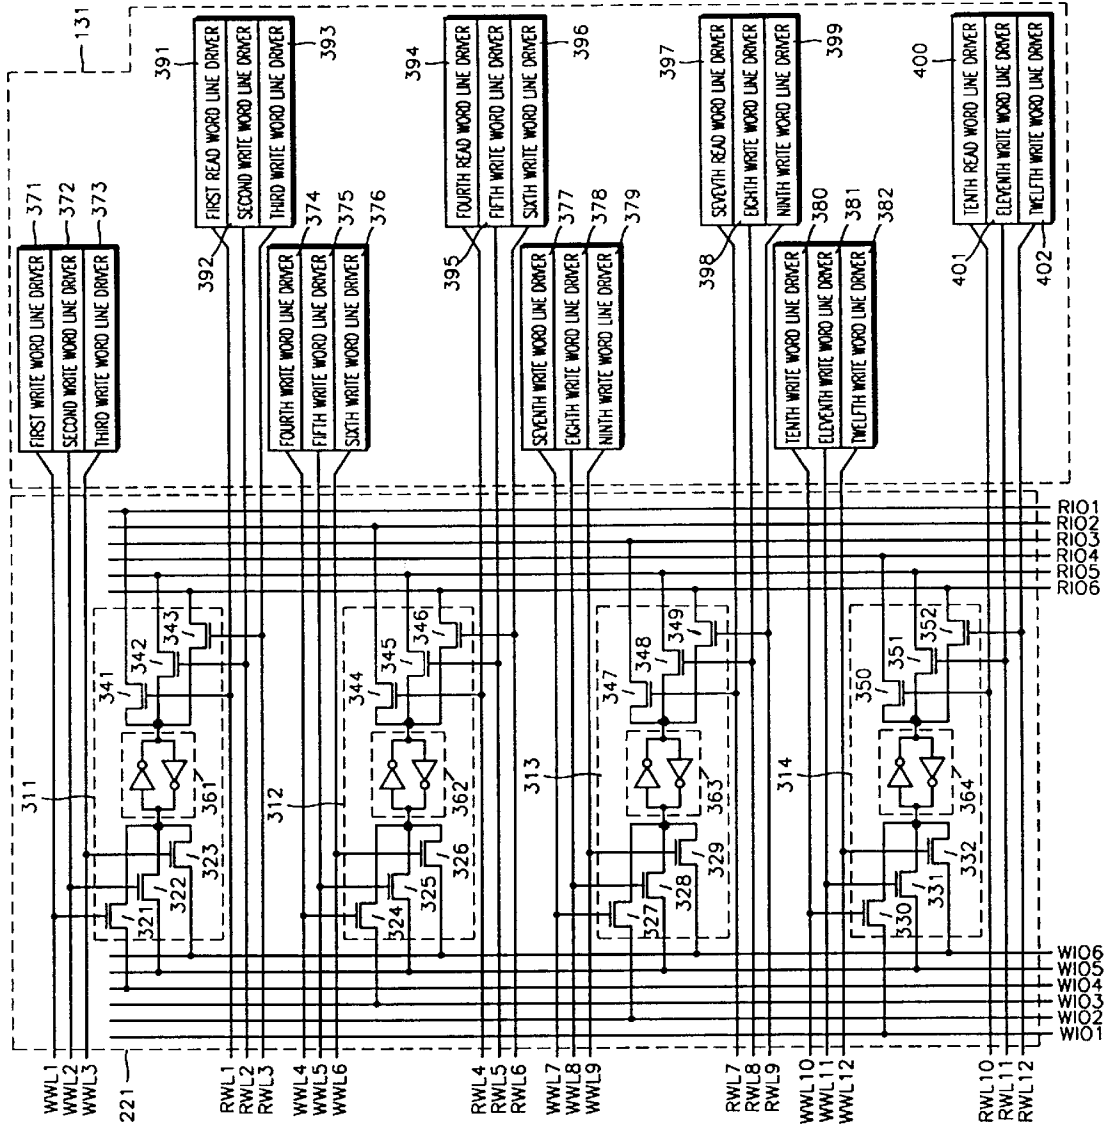 131
391
393
394
396
397
399
400
FIRST READ WORD LINE DRIVER
SECOND WRITE WORD LINE DRIVER
THIRD WRITE WORD LINE DRIVER
FOURTH READ WORD LINE DRIVER
FIFTH WRITE WORD LINE DRIVER
SIXTH WRITE WORD LINE DRIVER
SEVEVTH READ WORD LINE DRIVER
EIGHTH WRITE WORD LINE DRIVER
NINTH WRITE WORD LINE DRIVER
TENTH READ WORD LINE DRIVER
ELEVENTH WRITE WORD LINE DRIVER
TWELFTH WRITE WORD LINE DRIVER
371
372
373
392
374
375
376
395
377
378
379
398
380
381
382
401
402
FIRST WRITE WORD LINE DRIVER
SECOND WORD LINE DRIVER
THIRD WRITE WORD LINE DRIVER
FOURTH WORD LINE DRIVER
FIFTH WRITE WORD LINE DRIVER
SIXTH WRITE WORD LINE DRIVER
SEVENTH WRITE WORD LINE DRIVER
EIGHTH WRITE WORD LINE DRIVER
NINTH WRITE WORD LINE DRIVER
TENTH WRITE WORD LINE DRIVER
ELEVENTH WRITE WORD LINE DRIVER
TWELFTH WRITE WORD LINE DRIVER
RIO1
RIO2
RIO3
RIO4
RIO5
RIO6
341
342
343
344
345
346
347
348
349
350
351
352
311
361
312
362
313
363
314
364
321
322
323
324
325
326
327
328
329
330
331
332
WIO6
WIO5
WIO4
WIO3
WIO2
WIO1
WWL1
WWL2
WWL3
221
RWL1
RWL2
RWL3
WWL4
WWL5
WWL6
RWL4
RWL5
RWL6
WWL7
WWL8
WWL9
RWL7
RWL8
RWL9
WWL10
WWL11
WWL12
RWL10
RWL11
RWL12